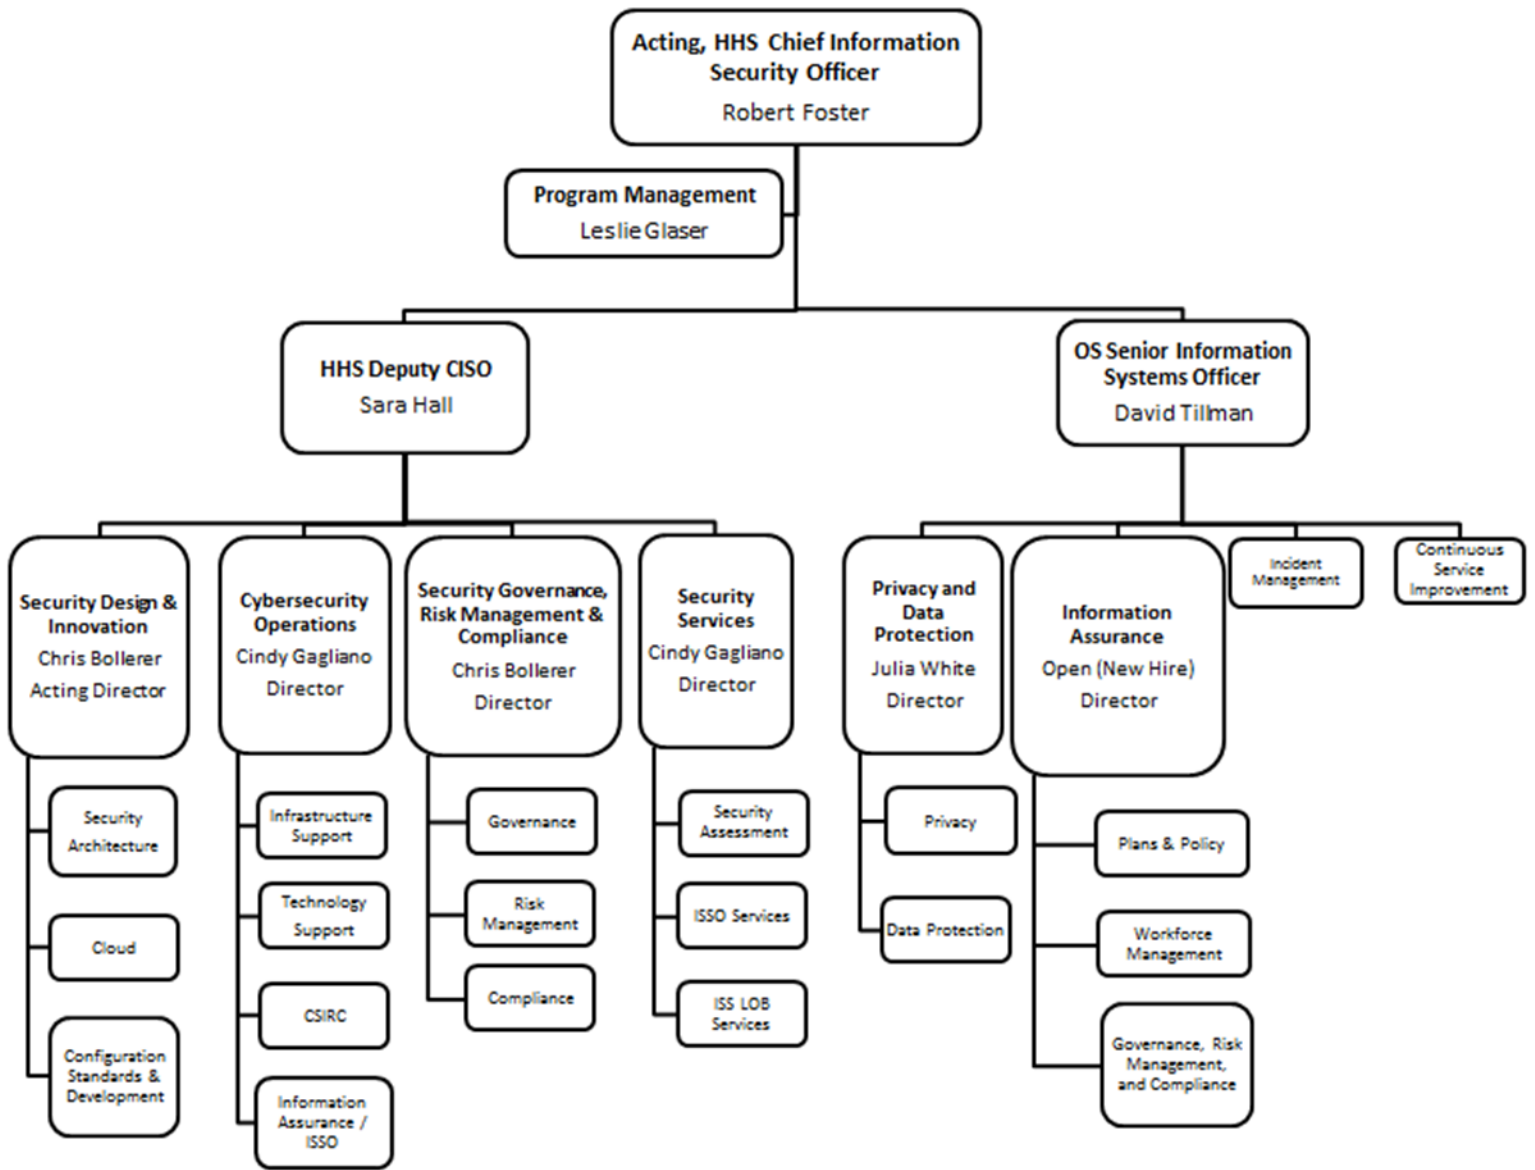 Acting, HHS Chief Information
Security Officer
Robert Foster
Program Management
Leslie Glaser
HHS Deputy CISO
Sara Hall
OS Senior Information
Systems Officer
David Tillman
Security Design &
Innovation
Chris Bollerer
Acting Director
Cybersecurity
Operations
Cindy Gagliano
Director
Security Governance,
Risk Management &
Compliance
Chris Bollerer
Director
Security
Services
Cindy Gagliano
Director
Privacy and
Data
Protection
Julia White
Director
Information
Assurance
Open (New Hire)
Director
Incident
Management
Continuous
Service
Improvement
Security
Architecture
Cloud
Configuration
Standards &
Development
Infrastructure
Support
Technology
Support
CSIRC
Information
Assurance /
ISSO
Governance
Risk
Management
Compliance
Security
Assessment
ISSO Services
ISS LOB
Services
Privacy
Data Protection
Plans & Policy
Workforce
Management
Governance, Risk
Management,
and Compliance